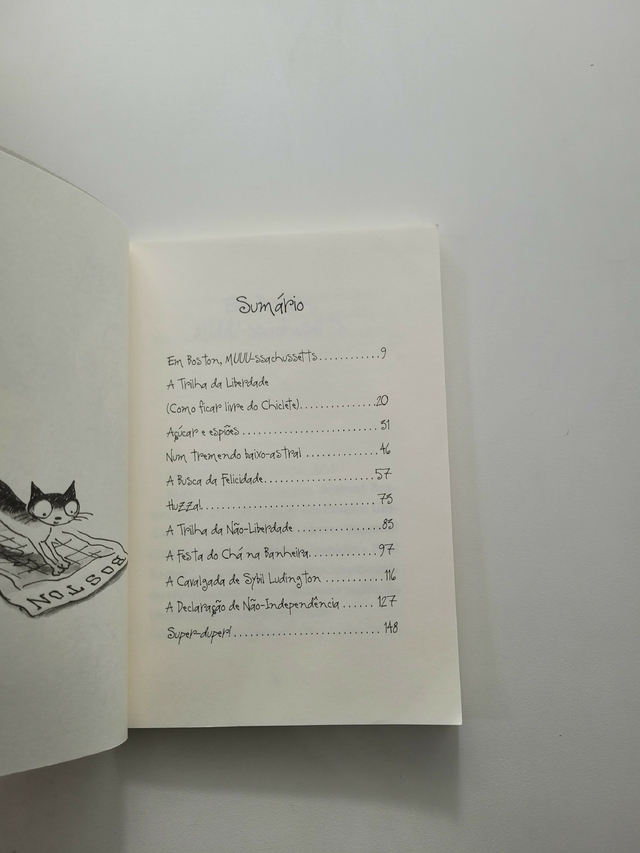 Sumário
Em Boston, MUUU-ssachussetts............9
A Trilha da Liberdade
(Como ficar livre do Chiclete)...............20
Açúcar e espiões........................... 31
Num tremendo baixo-astral ............... 46
A Busca da Felicidade......................57
Huzza!................................... 75
A Trilha da Não-Liberdade .................85
A Festa do Chá na Banheira.............. 97
A Cavalgada de Sybil Ludington ........... 116
A Declaração de Não-Independência ...... 127
Super-duper!............................. 148
BOSTON